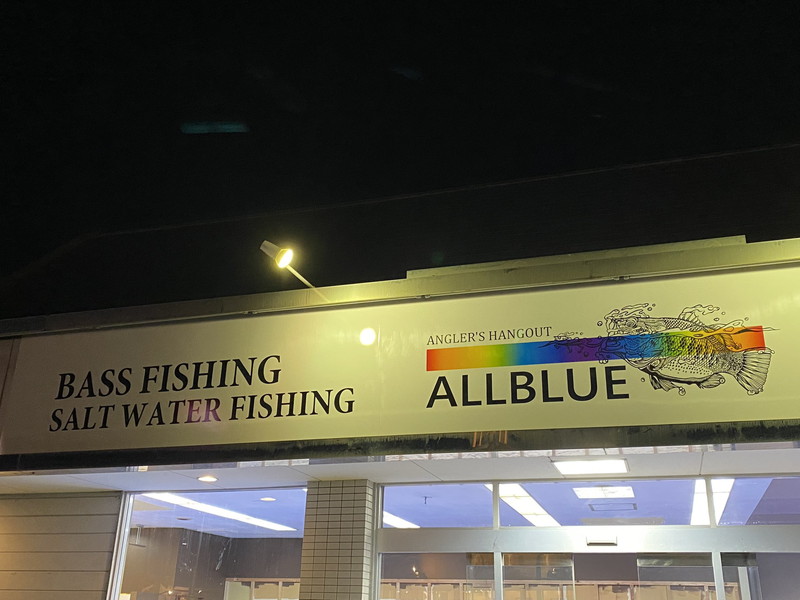 BASS FISHING
SALT WATER FISHING
ANGLER'S HANGOUT
ALLBLUE